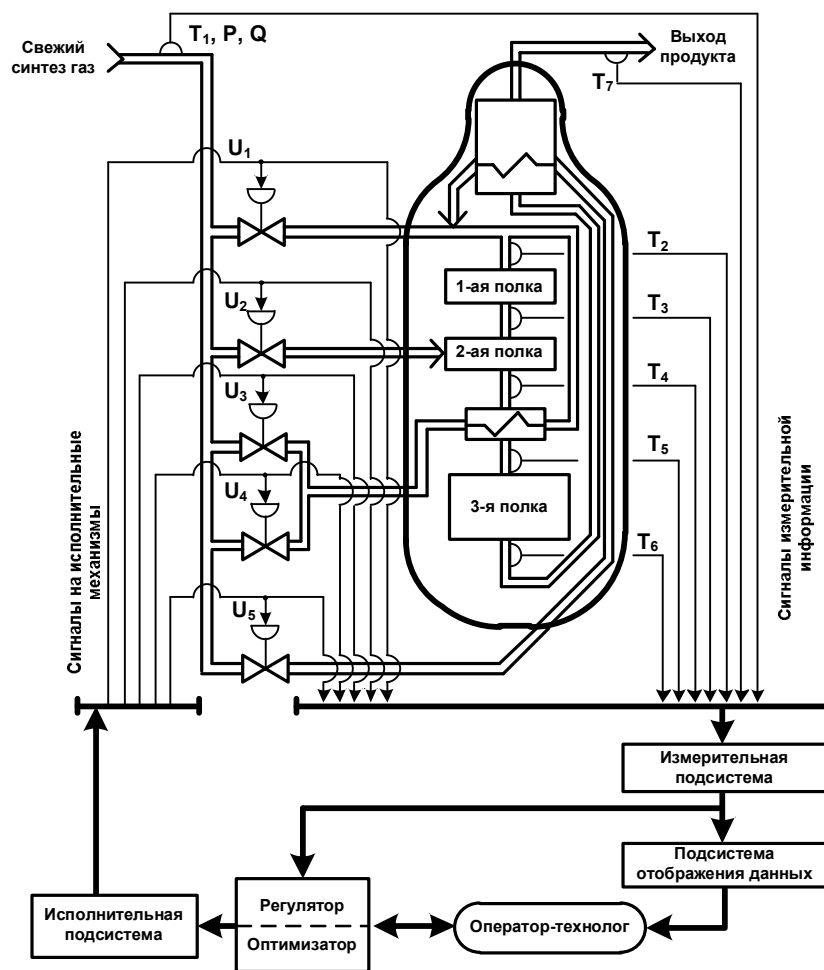 T1, P, Q
Свежий
синтез газ
Выход
продукта
T7
U1
T2
1-ая полка
U2
T3
2-ая полка
U3
T4
T5
U4
3-я полка
T6
U5
Сигналы на исполнительные
механизмы
Сигналы измерительной
информации
Измерительная
подсистема
Подсистема
отображения данных
Исполнительная
подсистема
Регулятор
Оптимизатор
Оператор-технолог